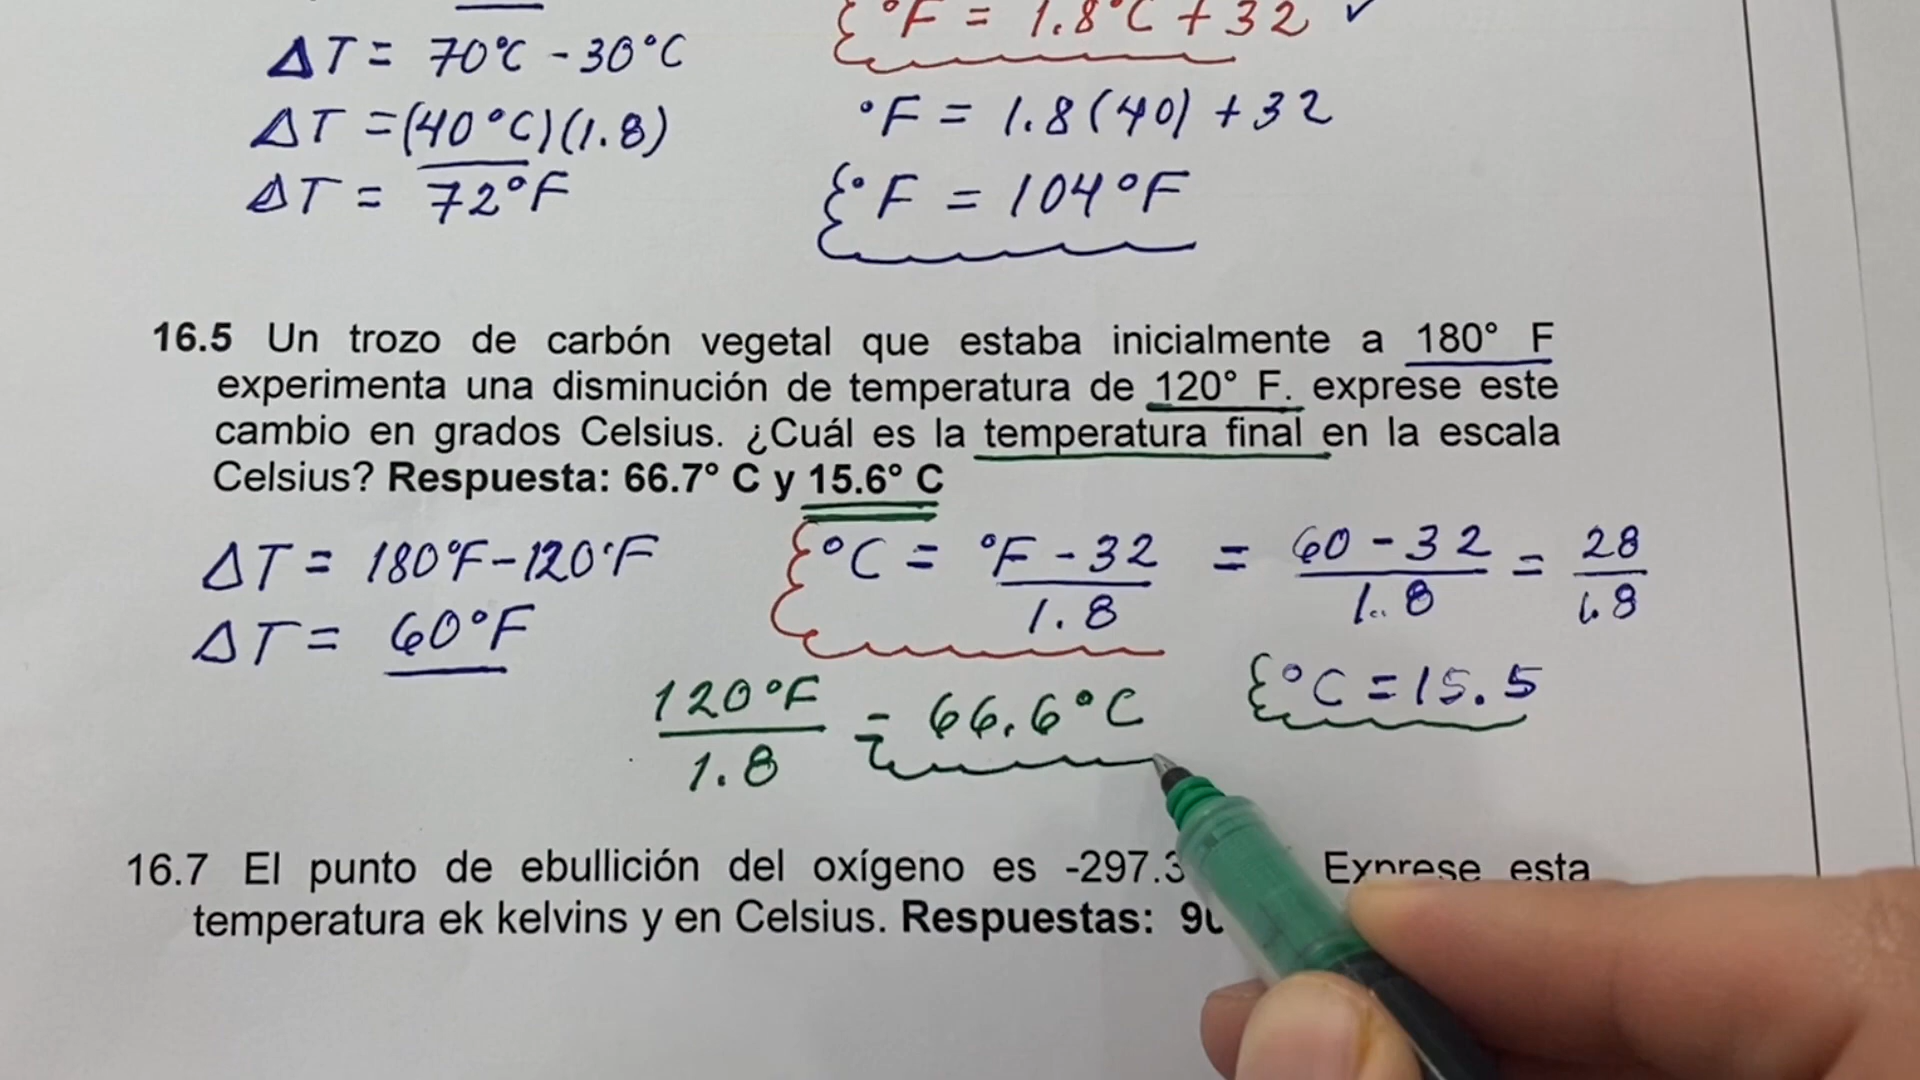 °F = 1.8°C + 32 ✓
ΔT = 70°C - 30°C
ΔT = (40°C)(1.8)
ΔT = 72°F
°F = 1.8(40) + 32
°F = 104°F
16.5 Un trozo de carbón vegetal que estaba inicialmente a 180° F
experimenta una disminución de temperatura de 120° F. exprese este
cambio en grados Celsius. ¿Cuál es la temperatura final en la escala
Celsius? Respuesta: 66.7° C y 15.6° C
ΔT = 180°F - 120°F
ΔT = 60°F
°C = °F - 32 / 1.8 = 60 - 32 / 1.8 = 28 / 1.8
°C = 15.5
120°F / 1.8 = 66.6°C
16.7 El punto de ebullición del oxígeno es -297.3 Exprese esta
temperatura ek kelvins y en Celsius. Respuestas: 9